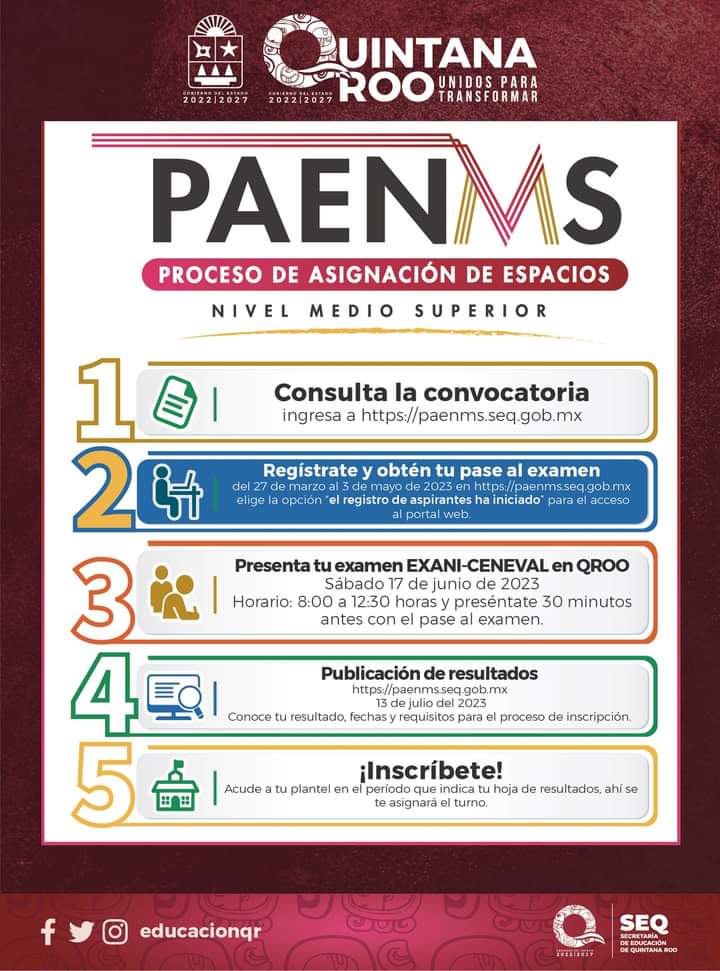 GOBIERNO DEL ESTADO
2022|2027
QUINTANA
ROO UNIDOS PARA
TRANSFORMAR
GOBIERNO DEL ESTADO
2022|2027
PAENMS
PROCESO DE ASIGNACIÓN DE ESPACIOS
NIVEL MEDIO SUPERIOR
1
Consulta la convocatoria
ingresa a https://paenms.seq.gob.mx
2
Regístrate y obtén tu pase al examen
del 27 de marzo al 3 de mayo de 2023 en https://paenms.seq.gob.mx
elige la opción "el registro de aspirantes ha iniciado" para el acceso
al portal web.
3
Presenta tu examen EXANI-CENEVAL en QROO
Sábado 17 de junio de 2023
Horario: 8:00 a 12:30 horas y preséntate 30 minutos
antes con el pase al examen.
4
Publicación de resultados
https://paenms.seq.gob.mx
13 de julio del 2023
Conoce tu resultado, fechas y requisitos para el proceso de inscripción.
5
¡Inscríbete!
Acude a tu plantel en el período que indica tu hoja de resultados, ahí se
te asignará el turno.
educacionqr
2022|2027
SEQ
SECRETARÍA
DE EDUCACIÓN
DE QUINTANA ROO